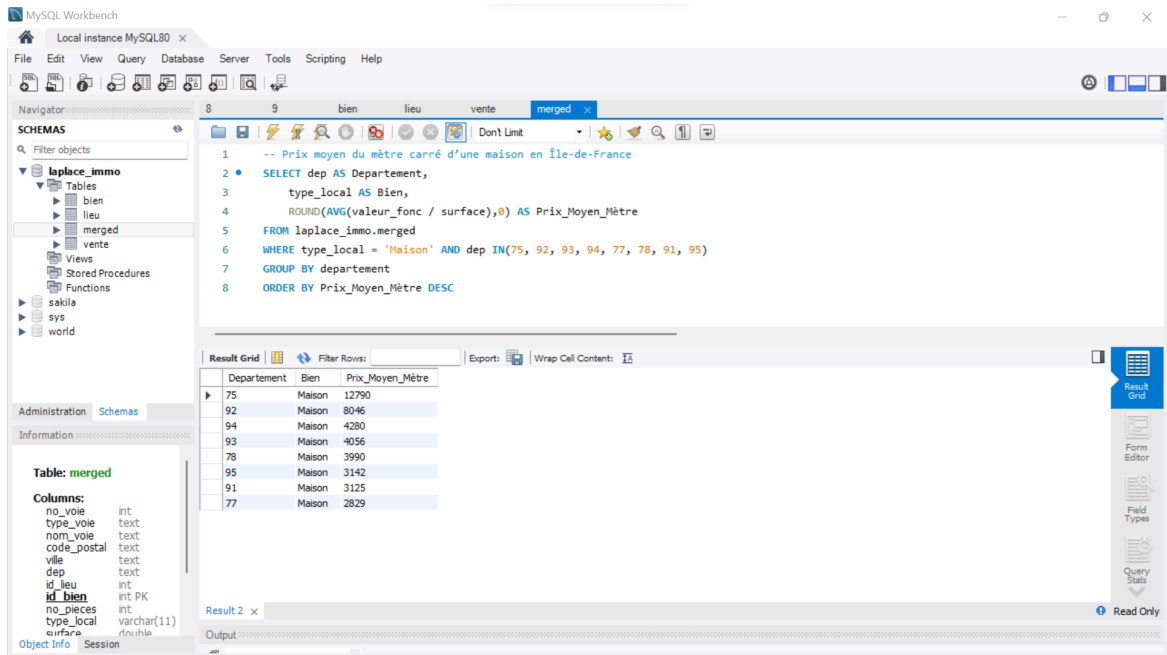 MySQL Workbench
Local instance MySQL80
File Edit View Query Database Server Tools Scripting Help
Navigator
SCHEMAS
Filter objects
laplace_immo
Tables
bien
lieu
merged
vente
Views
Stored Procedures
Functions
sakila
sys
world
Administration Schemas
Information
Table: merged
Columns:
no_voie int
type_voie text
nom_voie text
code_postal text
ville text
dep text
id_lieu int
id_bien int PK
no_pieces int
type_local varchar(11)
surface double
Object Info Session
8 9 bien lieu vente merged
Don't Limit
1 -- Prix moyen du mètre carré d’une maison en Île-de-France
2 SELECT dep AS Departement,
3 type_local AS Bien,
4 ROUND(AVG(valeur_fonc / surface),0) AS Prix_Moyen_Mètre
5 FROM laplace_immo.merged
6 WHERE type_local = 'Maison' AND dep IN(75, 92, 93, 94, 77, 78, 91, 95)
7 GROUP BY departement
8 ORDER BY Prix_Moyen_Mètre DESC
Result Grid Filter Rows: Export: Wrap Cell Content:
Departement Bien Prix_Moyen_Mètre
75 Maison 12790
92 Maison 8046
94 Maison 4280
93 Maison 4056
78 Maison 3990
95 Maison 3142
91 Maison 3125
77 Maison 2829
Result
Grid
Form
Editor
Field
Types
Query
Stats
Result 2
Read Only
Output